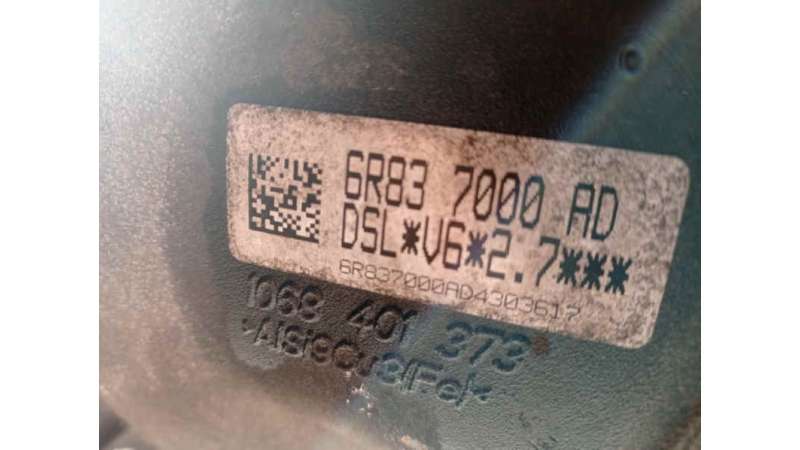 6R83 7000 AD
DSL*V6*2.7***
6R837000AD4303617
1068 401 373
>AlSi9Cu3(Fe)<